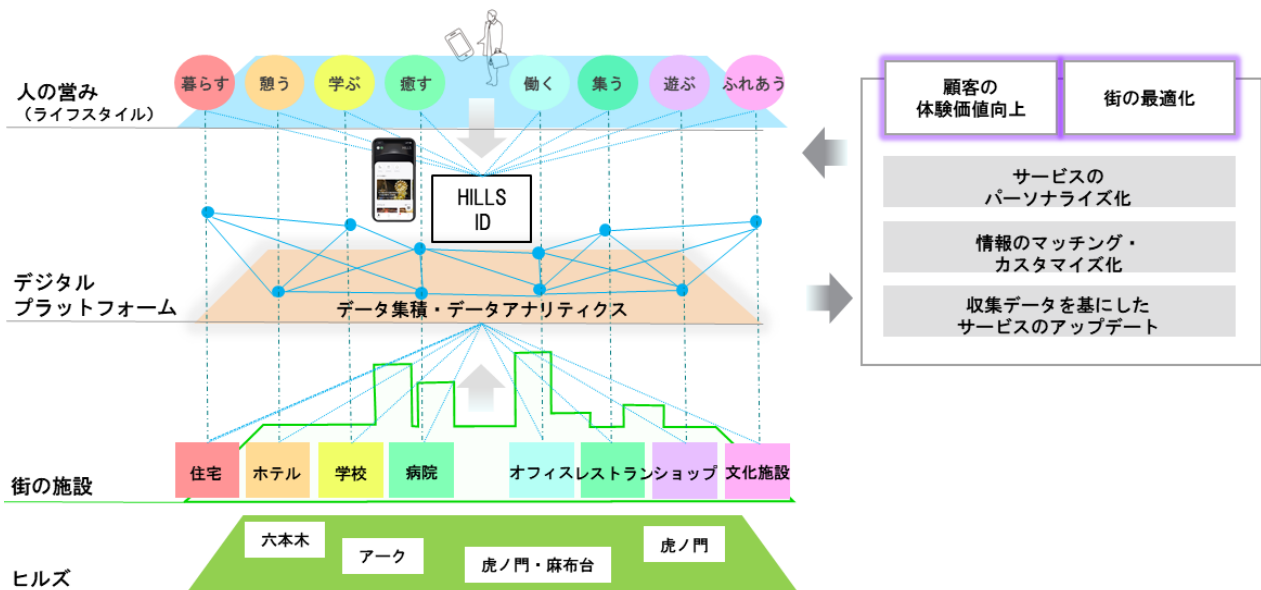 人の営み
(ライフスタイル)
暮らす
憩う
学ぶ
癒す
働く
集う
遊ぶ
ふれあう
HILLS
ID
デジタル
プラットフォーム
データ集積・データアナリティクス
街の施設
住宅
ホテル
学校
病院
オフィス
レストラン
ショップ
文化施設
ヒルズ
六本木
アーク
虎ノ門・麻布台
虎ノ門
顧客の
体験価値向上
街の最適化
サービスの
パーソナライズ化
情報のマッチング・
カスタマイズ化
収集データを基にした
サービスのアップデート